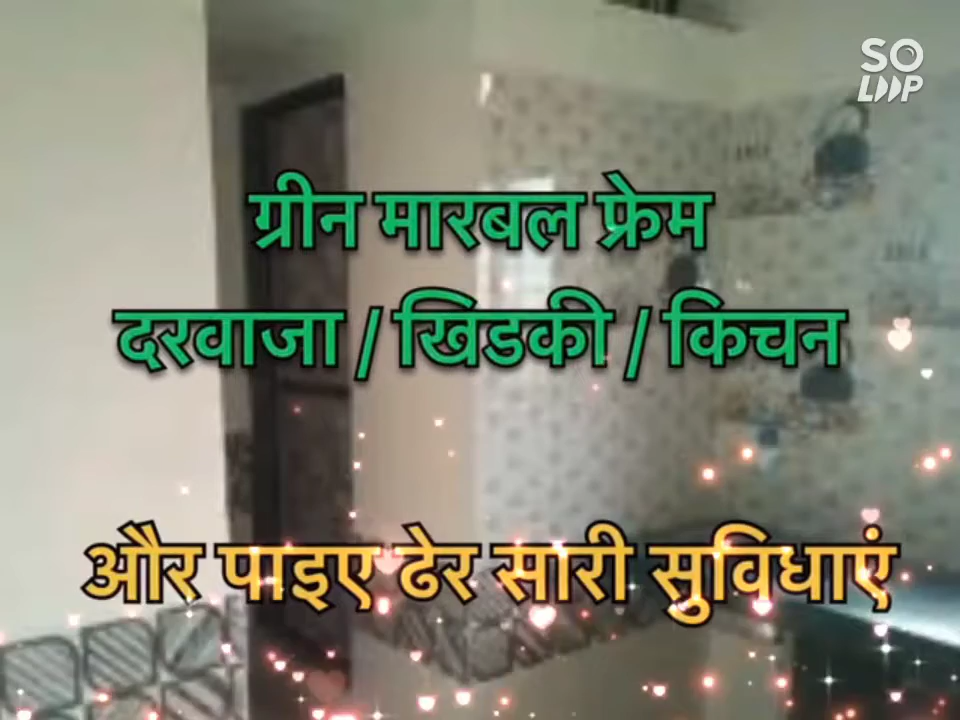 SO
LOOP
ग्रीन मारबल फ्रेम
दरवाजा / खिडकी / किचन
और पाइए ढेर सारी सुविधाएं